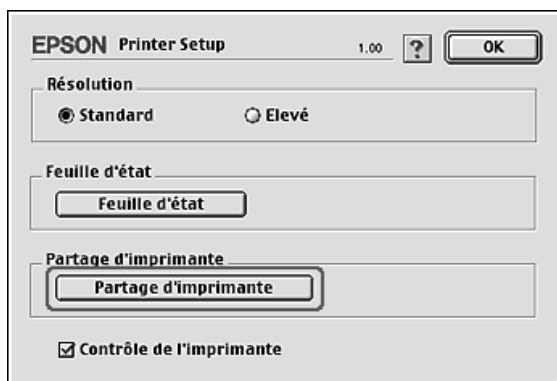 EPSON Printer Setup 1.00 ? OK
Résolution
Standard Elevé
Feuille d'état
Feuille d'état
Partage d'imprimante
Partage d'imprimante
Contrôle de l'imprimante